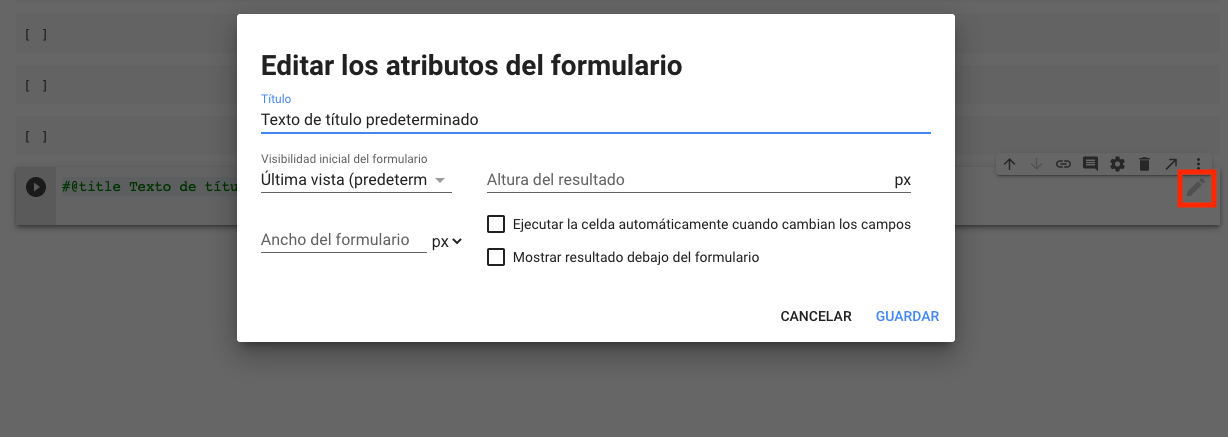 [ ]
[ ]
[ ]
Editar los atributos del formulario
Título
Texto de título predeterminado
Visibilidad inicial del formulario
Última vista (predeterm
Altura del resultado px
Ancho del formulario px
Ejecutar la celda automáticamente cuando cambian los campos
Mostrar resultado debajo del formulario
CANCELAR GUARDAR
#@title Texto de títu